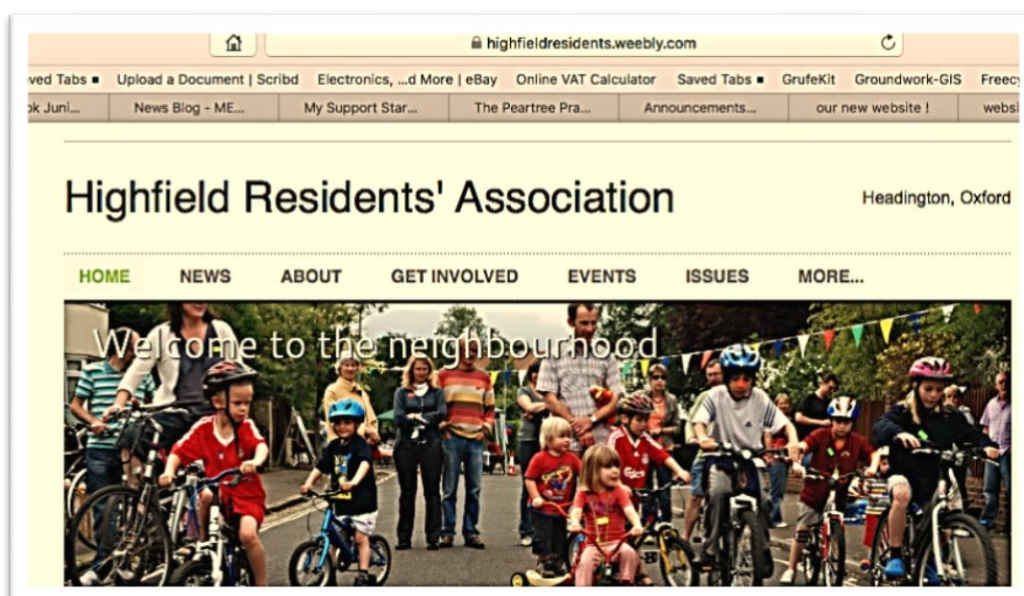 highfieldresidents.weebly.com
ved Tabs Upload a Document | Scribd Electronics, ...d More | eBay Online VAT Calculator Saved Tabs GrufeKit Groundwork-GIS Freecy
ok Juni... News Blog - ME... My Support Star... The Peartree Pra... Announcements... our new website ! websi
Highfield Residents' Association
Headington, Oxford
HOME NEWS ABOUT GET INVOLVED EVENTS ISSUES MORE...
Welcome to the neighbourhood